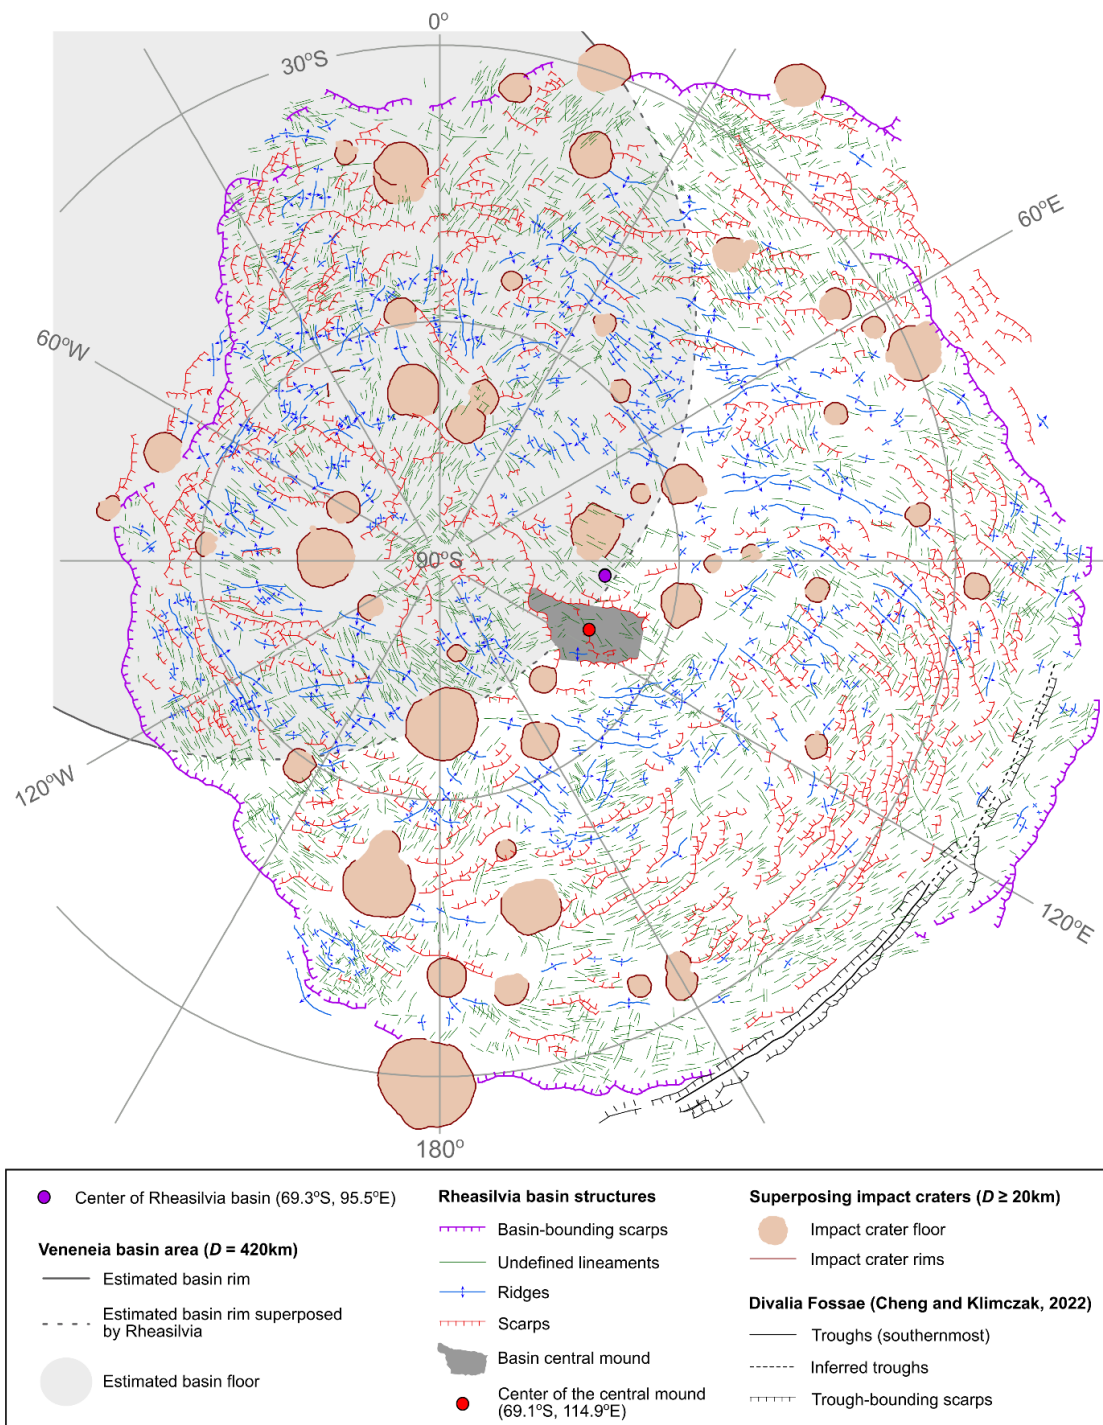 0°
30°S
60°E
60°W
90°S
120°W
120°E
180°
Center of Rheasilvia basin (69.3°S, 95.5°E)
Veneneia basin area (D = 420km)
Estimated basin rim
Estimated basin rim superposed
by Rheasilvia
Estimated basin floor
Rheasilvia basin structures
Basin-bounding scarps
Undefined lineaments
Ridges
Scarps
Basin central mound
Center of the central mound
(69.1°S, 114.9°E)
Superposing impact craters (D ≥ 20km)
Impact crater floor
Impact crater rims
Divalia Fossae (Cheng and Klimczak, 2022)
Troughs (southernmost)
Inferred troughs
Trough-bounding scarps